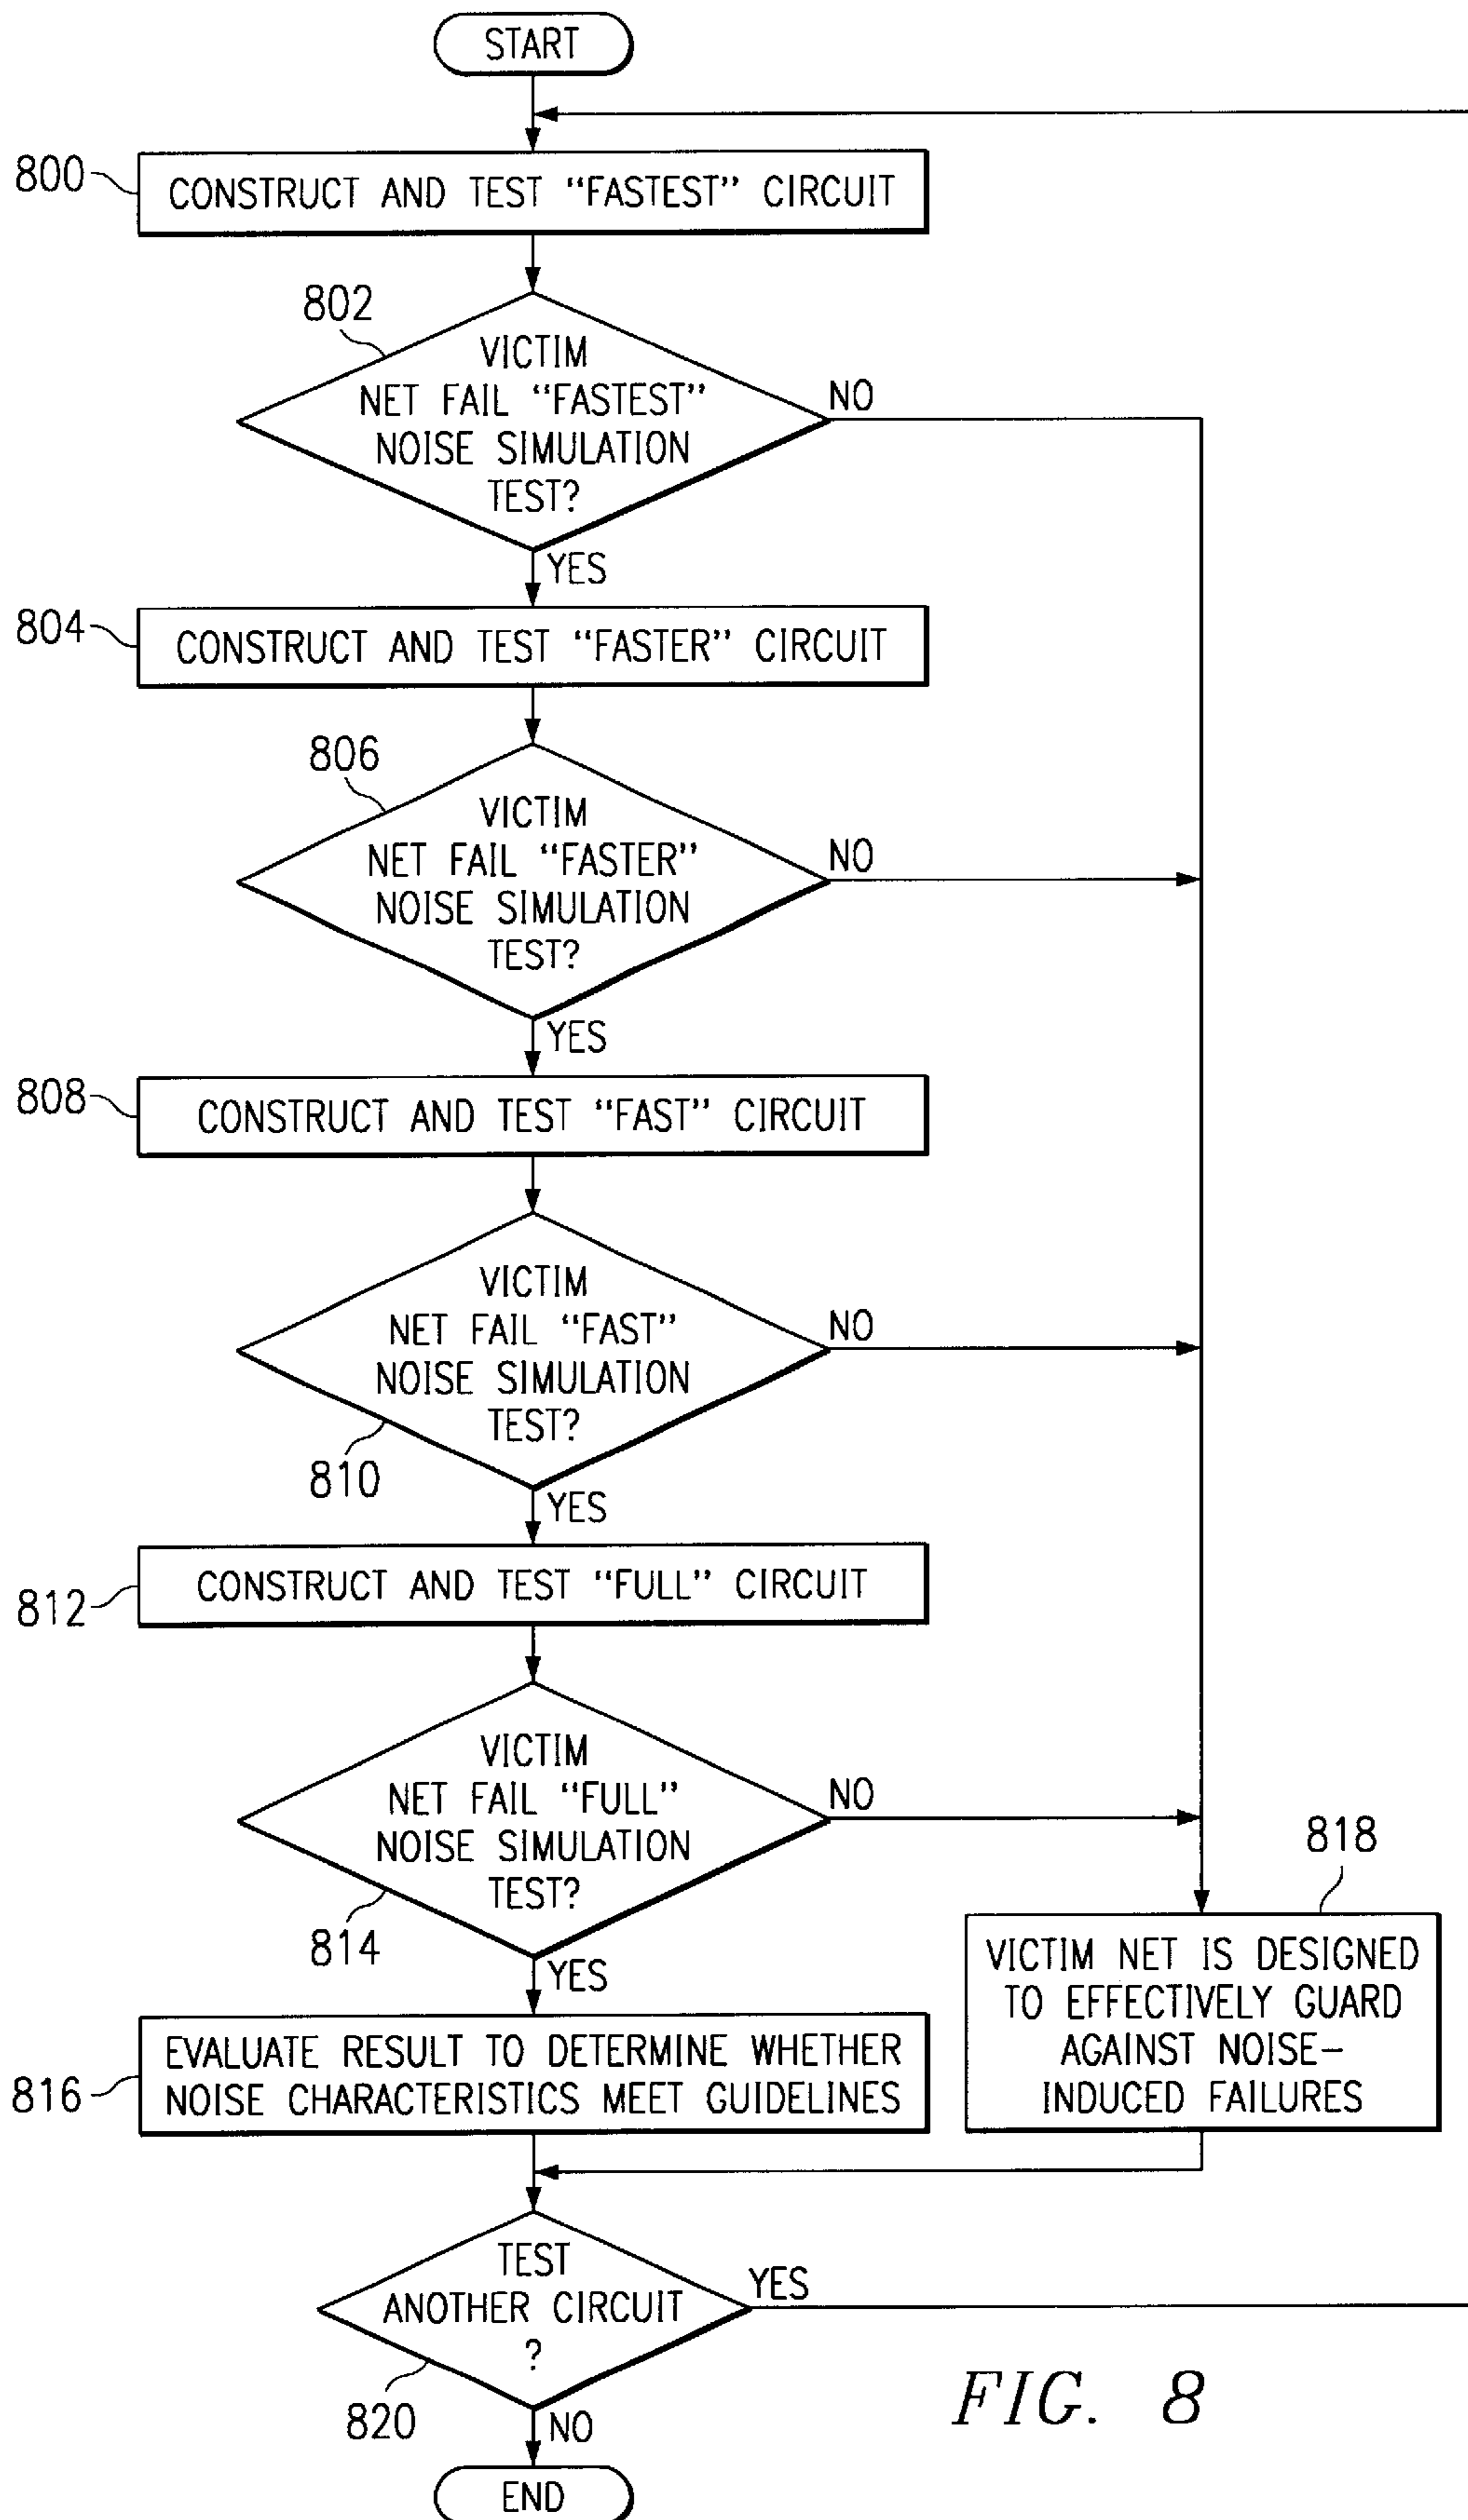 START
800
CONSTRUCT AND TEST “FASTEST” CIRCUIT
802
VICTIM
NET FAIL “FASTEST”
NOISE SIMULATION
TEST?
NO
YES
804
CONSTRUCT AND TEST “FASTER” CIRCUIT
806
VICTIM
NET FAIL “FASTER”
NOISE SIMULATION
TEST?
NO
YES
808
CONSTRUCT AND TEST “FAST” CIRCUIT
VICTIM
NET FAIL “FAST”
NOISE SIMULATION
TEST?
NO
810
YES
812
CONSTRUCT AND TEST “FULL” CIRCUIT
VICTIM
NET FAIL “FULL”
NOISE SIMULATION
TEST?
NO
814
YES
818
VICTIM NET IS DESIGNED
TO EFFECTIVELY GUARD
AGAINST NOISE–
INDUCED FAILURES
816
EVALUATE RESULT TO DETERMINE WHETHER
NOISE CHARACTERISTICS MEET GUIDELINES
TEST
ANOTHER CIRCUIT
?
YES
820
NO
END
FIG. 8